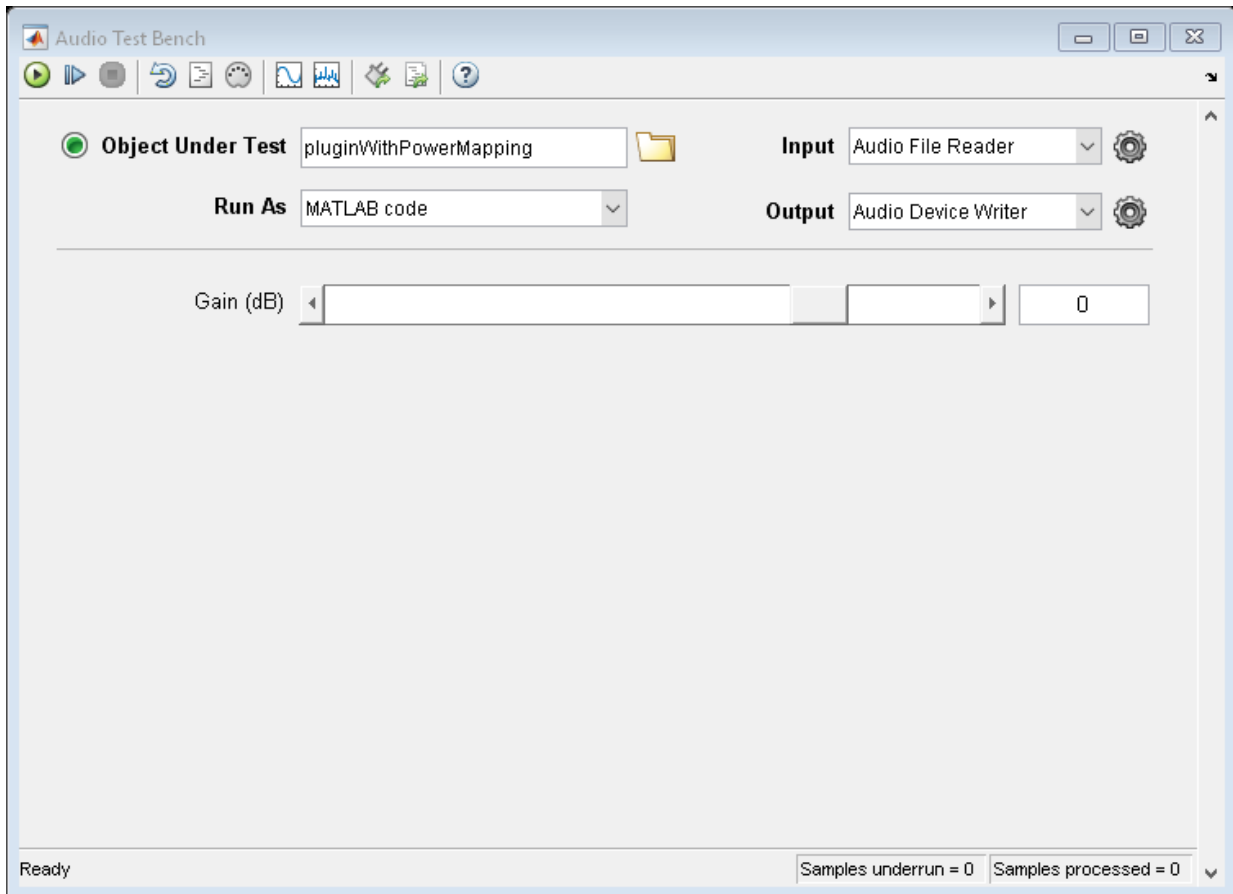 Audio Test Bench
Object Under Test pluginWithPowerMapping Input Audio File Reader
Run As MATLAB code Output Audio Device Writer
Gain (dB) 0
Ready Samples underrun = 0 Samples processed = 0